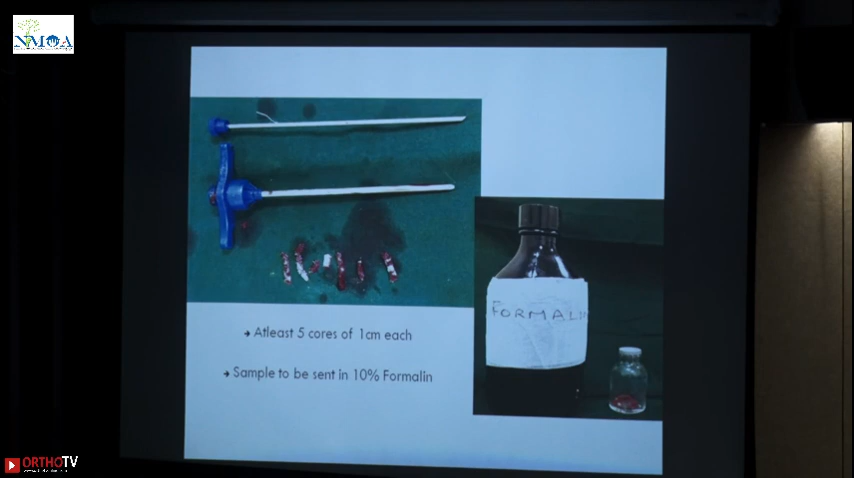 NMOA
FORMALIN
→ Atleast 5 cores of 1cm each
→ Sample to be sent in 10% Formalin
ORTHOTV